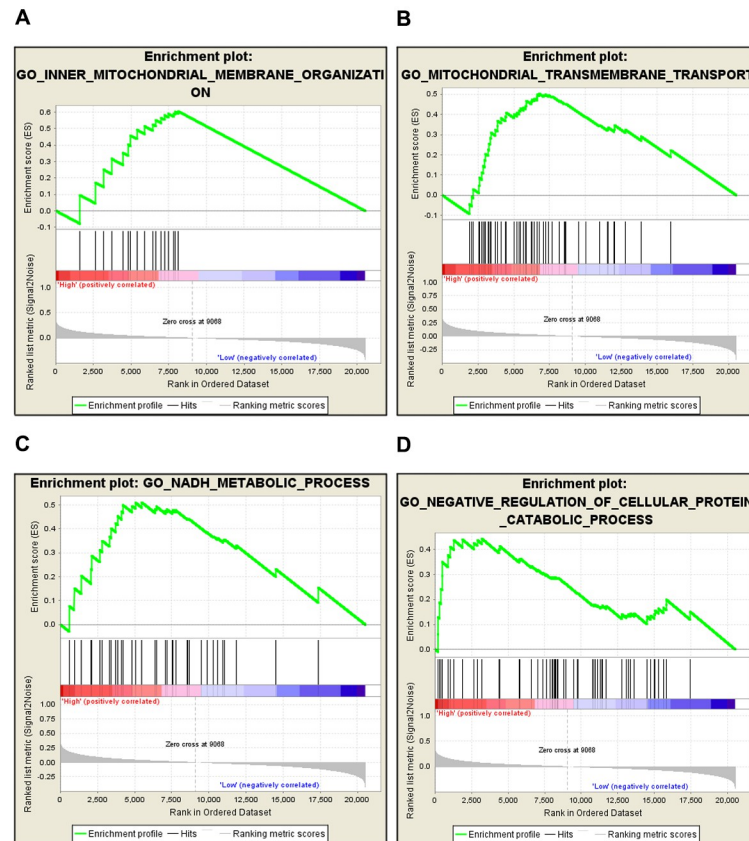 A
Enrichment plot:
GO_INNER_MITOCHONDRIAL_MEMBRANE_ORGANIZATI
ON
Enrichment score (ES)
0.6
0.5
0.4
0.3
0.2
0.1
0.0
-0.1
'High' (positively correlated)
Ranked list metric (Signal2Noise)
1.0
0.5
0.0
Zero cross at 9068
'Low' (negatively correlated)
0 2,500 5,000 7,500 10,000 12,500 15,000 17,500 20,000
Rank in Ordered Dataset
Enrichment profile Hits Ranking metric scores
B
Enrichment plot:
GO_MITOCHONDRIAL_TRANSMEMBRANE_TRANSPORT
Enrichment score (ES)
0.5
0.4
0.3
0.2
0.1
0.0
-0.1
'High' (positively correlated)
Ranked list metric (Signal2Noise)
1.00
0.75
0.50
0.25
0.00
-0.25
Zero cross at 9068
'Low' (negatively correlated)
0 2,500 5,000 7,500 10,000 12,500 15,000 17,500 20,000
Rank in Ordered Dataset
Enrichment profile Hits Ranking metric scores
C
Enrichment plot: GO_NADH_METABOLIC_PROCESS
Enrichment score (ES)
0.5
0.4
0.3
0.2
0.1
0.0
'High' (positively correlated)
Ranked list metric (Signal2Noise)
1.00
0.75
0.50
0.25
0.00
-0.25
Zero cross at 9068
'Low' (negatively correlated)
0 2,500 5,000 7,500 10,000 12,500 15,000 17,500 20,000
Rank in Ordered Dataset
Enrichment profile Hits Ranking metric scores
D
Enrichment plot:
GO_NEGATIVE_REGULATION_OF_CELLULAR_PROTEIN
_CATABOLIC_PROCESS
Enrichment score (ES)
0.4
0.3
0.2
0.1
0.0
'High' (positively correlated)
Ranked list metric (Signal2Noise)
1.0
0.5
0.0
Zero cross at 9068
'Low' (negatively correlated)
0 2,500 5,000 7,500 10,000 12,500 15,000 17,500 20,000
Rank in Ordered Dataset
Enrichment profile Hits Ranking metric scores